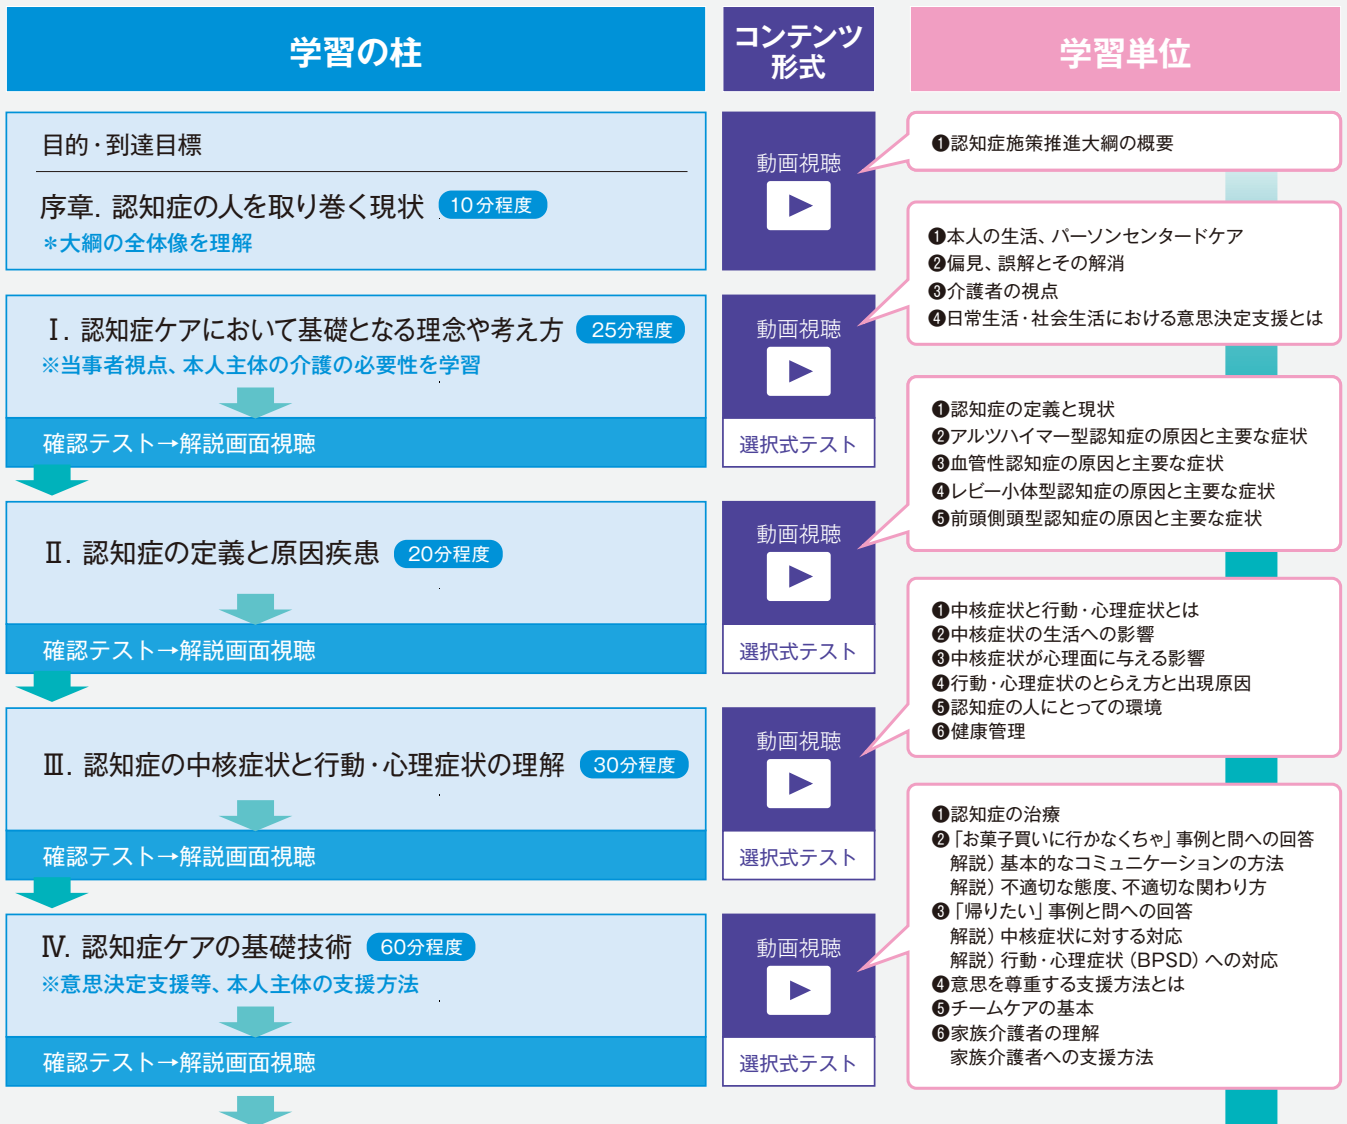 学習の柱
コンテンツ
形式
学習単位
目的・到達目標
序章. 認知症の人を取り巻く現状 10分程度
＊大綱の全体像を理解
動画視聴
❶認知症施策推進大綱の概要
Ⅰ. 認知症ケアにおいて基礎となる理念や考え方 25分程度
※当事者視点、本人主体の介護の必要性を学習
確認テスト→解説画面視聴
動画視聴
選択式テスト
❶本人の生活、パーソンセンタードケア
❷偏見、誤解とその解消
❸介護者の視点
❹日常生活・社会生活における意思決定支援とは
Ⅱ. 認知症の定義と原因疾患 20分程度
確認テスト→解説画面視聴
動画視聴
選択式テスト
❶認知症の定義と現状
❷アルツハイマー型認知症の原因と主要な症状
❸血管性認知症の原因と主要な症状
❹レビー小体型認知症の原因と主要な症状
❺前頭側頭型認知症の原因と主要な症状
Ⅲ. 認知症の中核症状と行動・心理症状の理解 30分程度
確認テスト→解説画面視聴
動画視聴
選択式テスト
❶中核症状と行動・心理症状とは
❷中核症状の生活への影響
❸中核症状が心理面に与える影響
❹行動・心理症状のとらえ方と出現原因
❺認知症の人にとっての環境
❻健康管理
Ⅳ. 認知症ケアの基礎技術 60分程度
※意思決定支援等、本人主体の支援方法
確認テスト→解説画面視聴
動画視聴
選択式テスト
❶認知症の治療
❷「お菓子買いに行かなくちゃ」事例と問への回答
解説）基本的なコミュニケーションの方法
解説）不適切な態度、不適切な関わり方
❸「帰りたい」事例と問への回答
解説）中核症状に対する対応
解説）行動・心理症状（BPSD）への対応
❹意思を尊重する支援方法とは
❺チームケアの基本
❻家族介護者の理解
家族介護者への支援方法